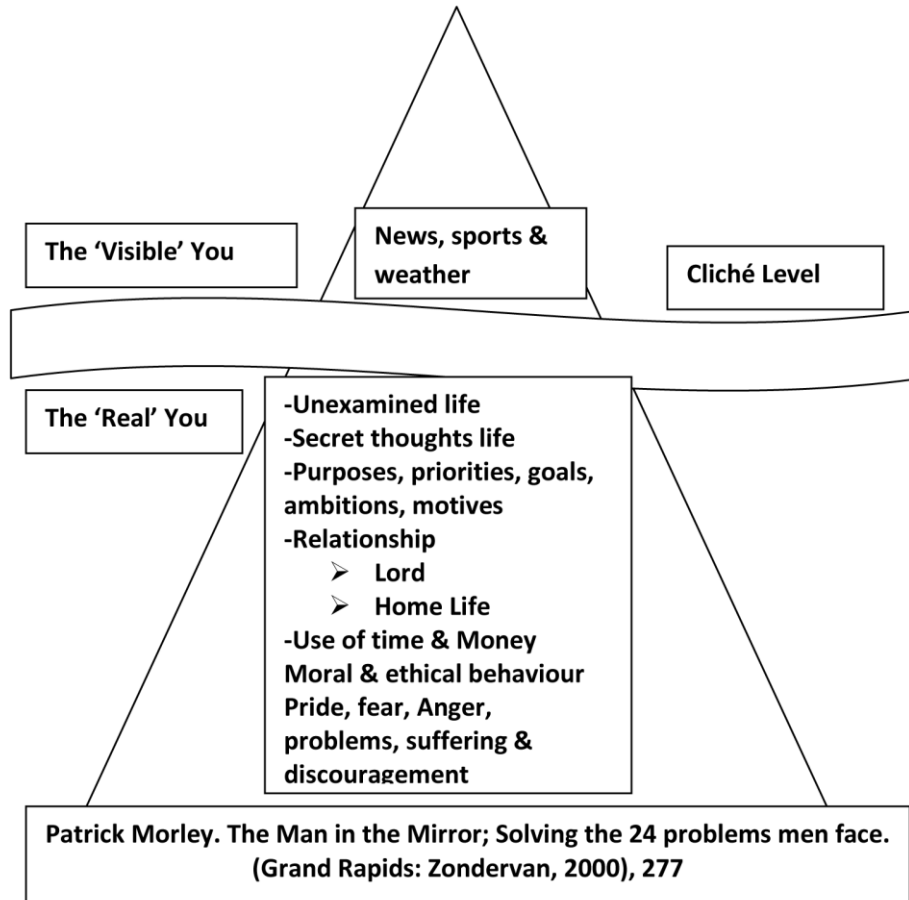 The ‘Visible’ You
News, sports &
weather
Cliché Level
The ‘Real’ You
-Unexamined life
-Secret thoughts life
-Purposes, priorities, goals,
ambitions, motives
-Relationship
➢ Lord
➢ Home Life
-Use of time & Money
Moral & ethical behaviour
Pride, fear, Anger,
problems, suffering &
discouragement
Patrick Morley. The Man in the Mirror; Solving the 24 problems men face.
(Grand Rapids: Zondervan, 2000), 277